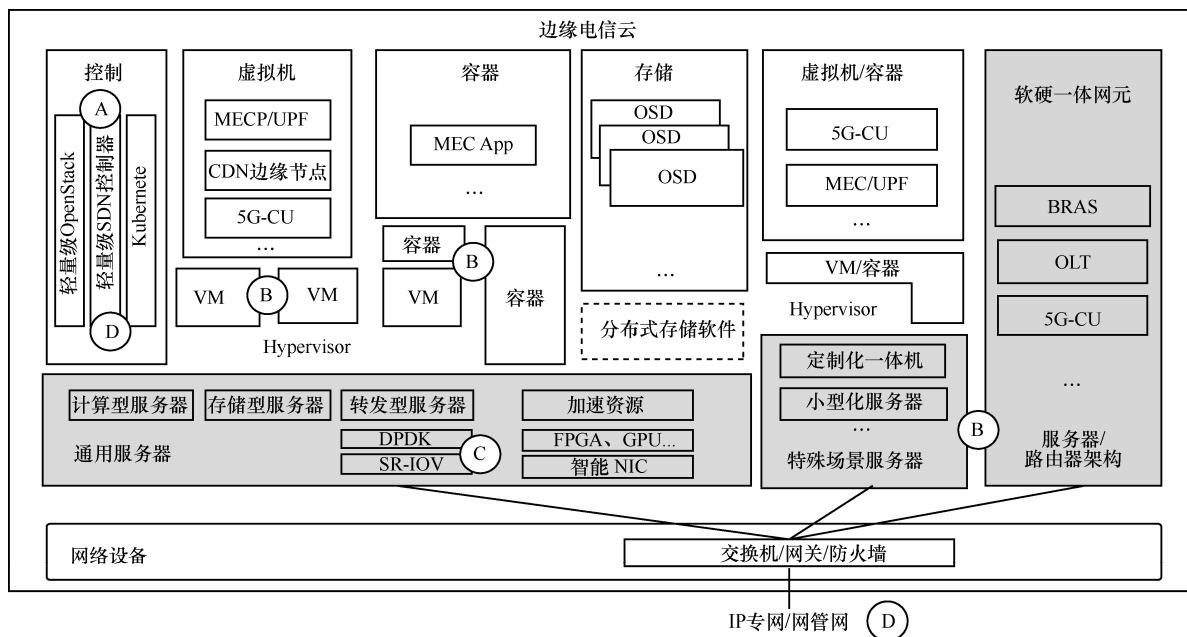 边缘电信云
控制
A
轻量级OpenStack
轻量级SDN控制器
Kubernete
D
虚拟机
MECP/UPF
CDN边缘节点
5G-CU
…
VM
B
VM
Hypervisor
容器
MEC App
…
容器
B
VM
容器
存储
OSD
OSD
OSD
…
分布式存储软件
虚拟机/容器
5G-CU
MEC/UPF
…
VM/容器
Hypervisor
软硬一体网元
BRAS
OLT
5G-CU
…
服务器/
路由器架构
计算型服务器
存储型服务器
转发型服务器
加速资源
通用服务器
DPDK
SR-IOV
C
FPGA、GPU...
智能 NIC
定制化一体机
小型化服务器
…
特殊场景服务器
B
网络设备
交换机/网关/防火墙
IP专网/网管网
D